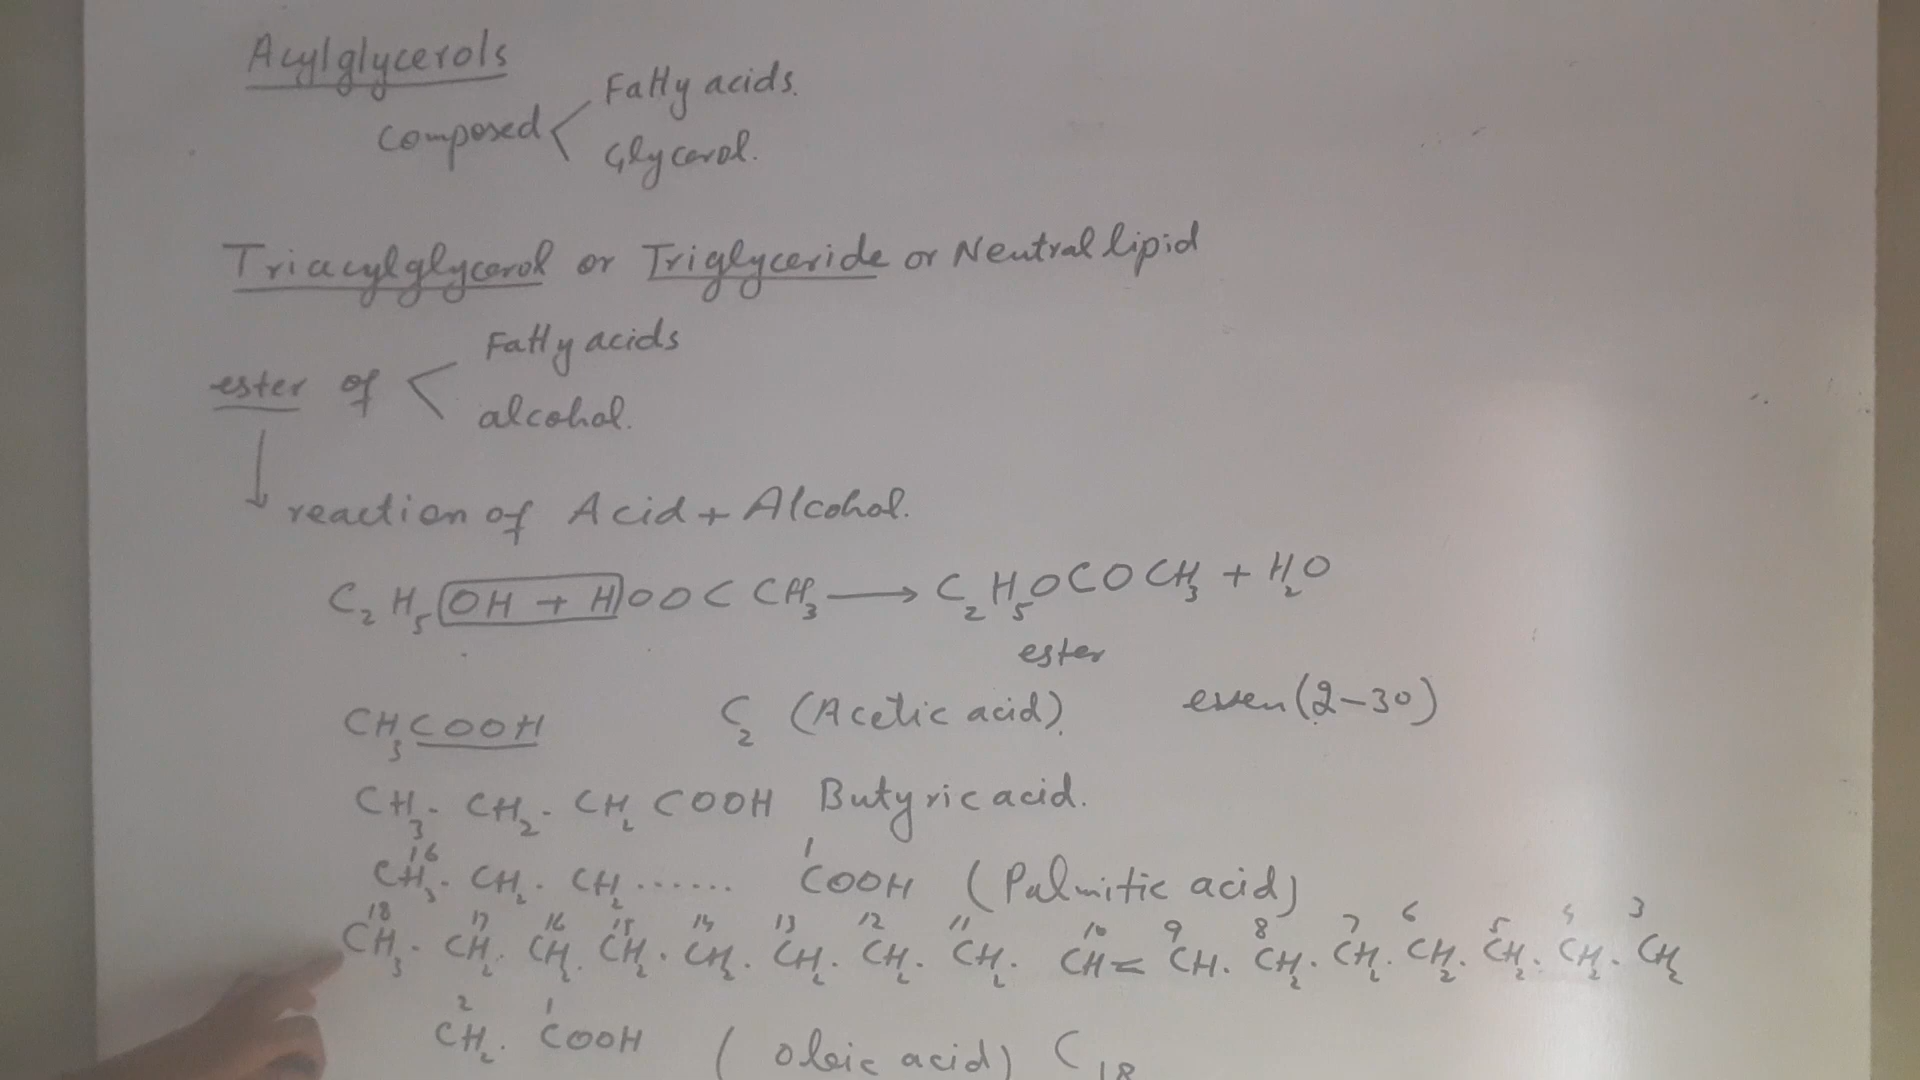 Acylglycerols
composed < Fatty acids.
Glycerol.
Triacylglycerol or Triglyceride or Neutral lipid
ester of < Fatty acids
alcohol.
↓ reaction of Acid + Alcohol.
C₂H₅OH + HOOCCH₃ ⟶ C₂H₅OCOCH₃ + H₂O
ester
CH₃COOH C₂ (Acetic acid). even (2-30)
CH₃- CH₂- CH₂ COOH Butyric acid.
16 1
CH₃- CH₂- CH₂...... COOH (Palmitic acid)
18 17 16 15 14 13 12 11 10 9 8 7 6 5 4 3
CH₃- CH₂. CH₂. CH₂. CH₂. CH₂. CH₂. CH₂. CH= CH. CH₂. CH₂. CH₂. CH₂. CH₂. CH₂
2 1
CH₂. COOH (Oleic acid) C₁₈